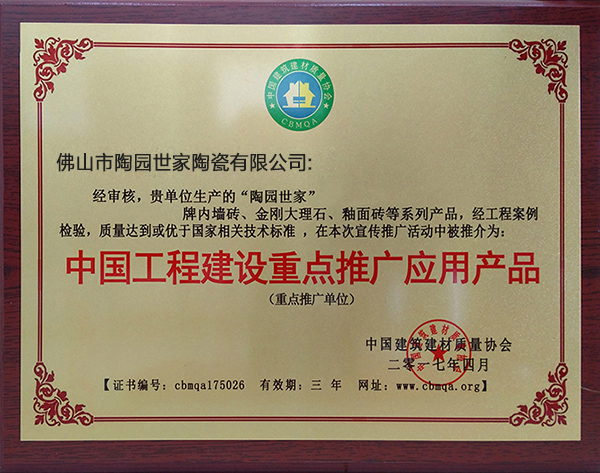 中国建筑建材质量协会
CBMQA
佛山市陶园世家陶瓷有限公司:
经审核，贵单位生产的“陶园世家”
牌内墙砖、金刚大理石、釉面砖等系列产品，经工程案例
检验，质量达到或优于国家相关技术标准，在本次宣传推广活动中被推介为:
中国工程建设重点推广应用产品
（重点推广单位）
中国建筑建材质量协会
二零一七年四月
【证书编号: cbmqa175026 有效期: 三 年 网址: www.cbmqa.org】